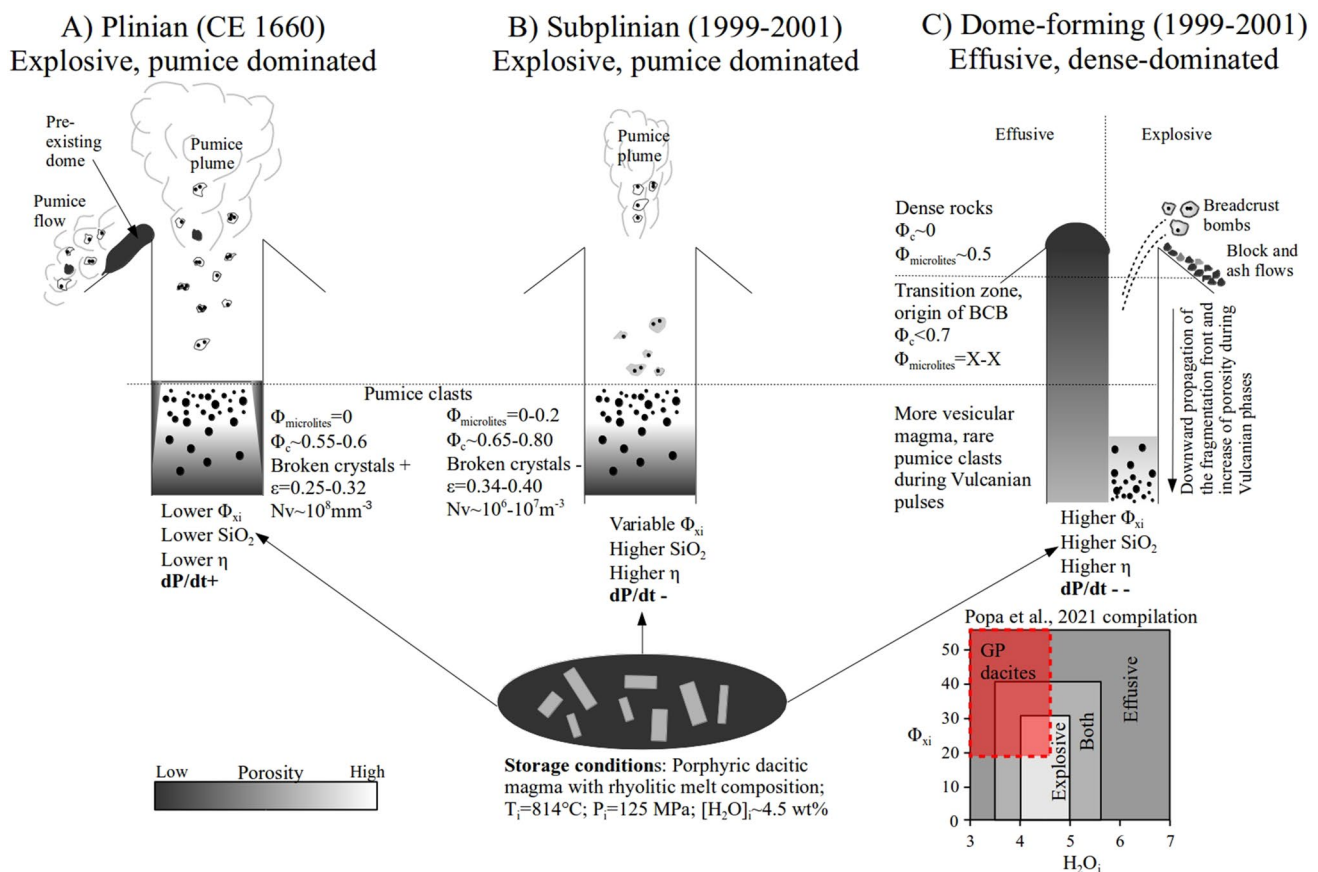 A) Plinian (CE 1660)
Explosive, pumice dominated
Pre-
existing
dome
Pumice
plume
Pumice
flow
Φmicrolites=0
Φc~0.55-0.6
Broken crystals +
ε=0.25-0.32
Nv~10⁸mm⁻³
Lower Φxi
Lower SiO₂
Lower η
dP/dt+
Pumice clasts
B) Subplinian (1999-2001)
Explosive, pumice dominated
Pumice
plume
Φmicrolites=0-0.2
Φc~0.65-0.80
Broken crystals -
ε=0.34-0.40
Nv~10⁶-10⁷m⁻³
Variable Φxi
Higher SiO₂
Higher η
dP/dt -
C) Dome-forming (1999-2001)
Effusive, dense-dominated
Effusive
Explosive
Dense rocks
Φc~0
Φmicrolites~0.5
Transition zone,
origin of BCB
Φc<0.7
Φmicrolites=X-X
More vesicular
magma, rare
pumice clasts
during Vulcanian
pulses
Breadcrust
bombs
Block and
ash flows
Downward propagation of
the fragmentation front and
increase of porosity during
Vulcanian phases
Higher Φxi
Higher SiO₂
Higher η
dP/dt - -
Storage conditions: Porphyric dacitic
magma with rhyolitic melt composition;
Ti=814°C; Pi=125 MPa; [H₂O]i~4.5 wt%
Low Porosity High
Popa et al., 2021 compilation
GP
dacites
Explosive
Both
Effusive
Φxi
50
40
30
20
10
0
3 4 5 6 7
H₂Oi